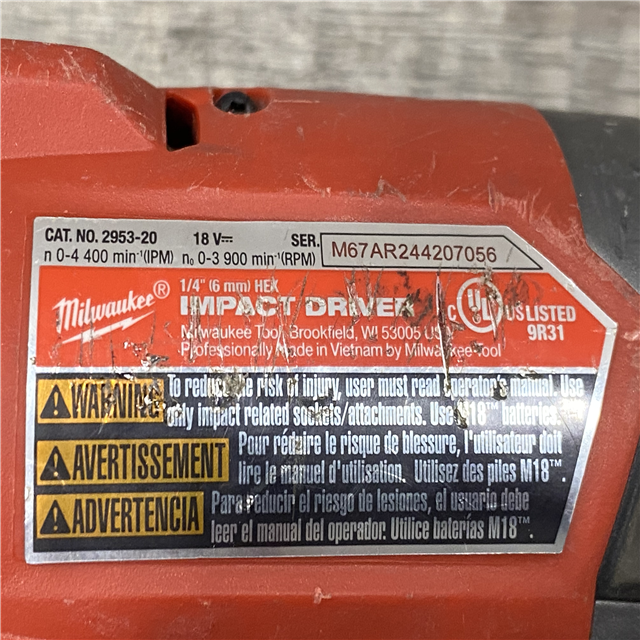 CAT. NO. 2953-20 18 V⎓ SER. M67AR244207056
n 0-4 400 min⁻¹(IPM) n₀ 0-3 900 min⁻¹(RPM)
Milwaukee®
1/4" (6 mm) HEX
IMPACT DRIVER
Milwaukee Tool, Brookfield, WI 53005 USA
Professionally Made in Vietnam by Milwaukee Tool
C UL US LISTED
9R31
WARNING To reduce the risk of injury, user must read operator's manual. Use
only impact related sockets/attachments. Use M18™ batteries.
AVERTISSEMENT Pour réduire le risque de blessure, l'utilisateur doit
lire le manuel d'utilisation. Utilisez des piles M18™.
ADVERTENCIA Para reducir el riesgo de lesiones, el usuario debe
leer el manual del operador. Utilice baterías M18™.